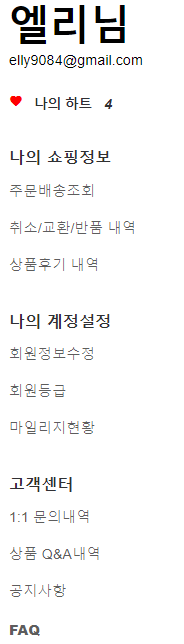 엘리님
elly9084@gmail.com
나의 하트 4
나의 쇼핑정보
주문배송조회
취소/교환/반품 내역
상품후기 내역
나의 계정설정
회원정보수정
회원등급
마일리지현황
고객센터
1:1 문의내역
상품 Q&A내역
공지사항
FAQ